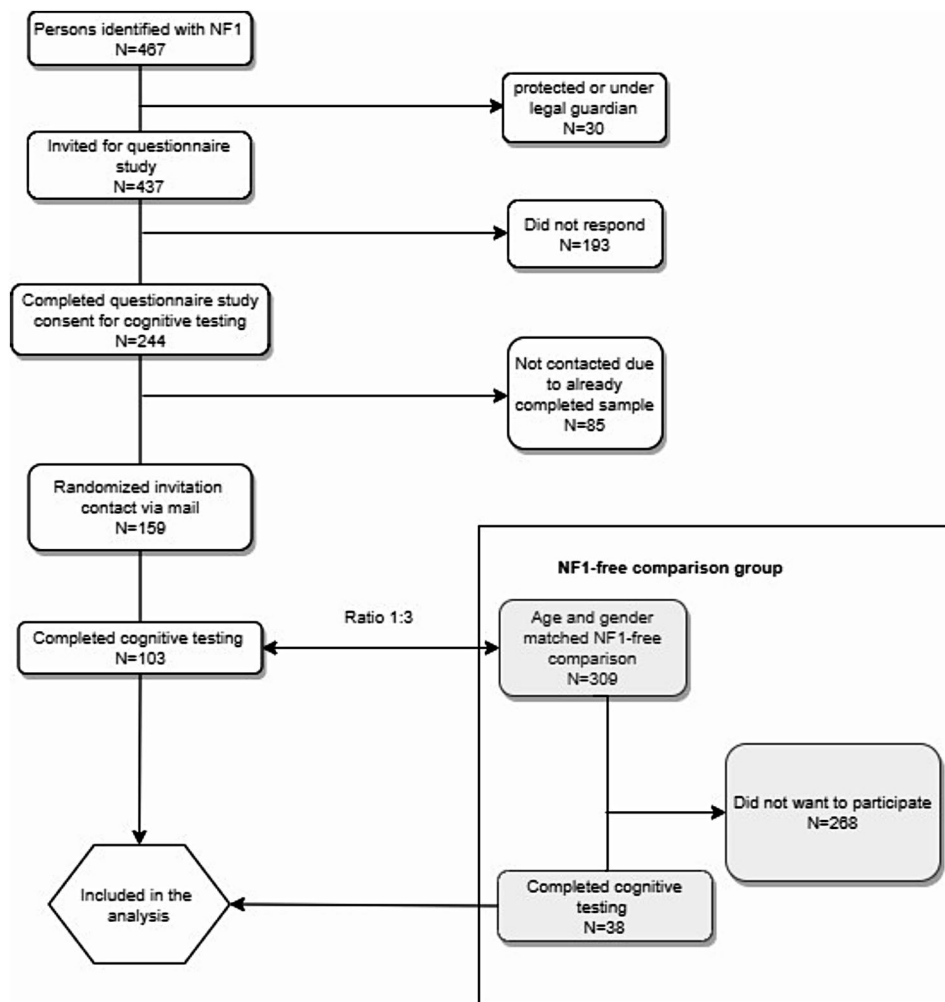 Persons identified with NF1
N=467
protected or under
legal guardian
N=30
Invited for questionnaire
study
N=437
Did not respond
N=193
Completed questionnaire study
consent for cognitive testing
N=244
Not contacted due
to already
completed sample
N=85
Randomized invitation
contact via mail
N=159
NF1-free comparison group
Completed cognitive testing
N=103
Ratio 1:3
Age and gender
matched NF1-free
comparison
N=309
Did not want to participate
N=268
Included in the
analysis
Completed cognitive
testing
N=38